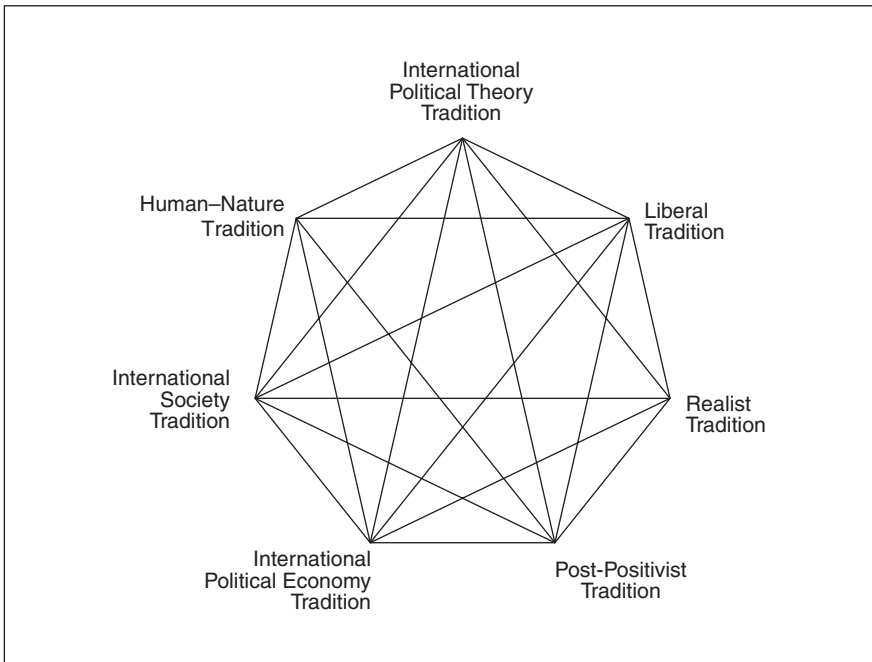 International
Political Theory
Tradition
Human–Nature
Tradition
Liberal
Tradition
International
Society
Tradition
Realist
Tradition
International
Political Economy
Tradition
Post-Positivist
Tradition